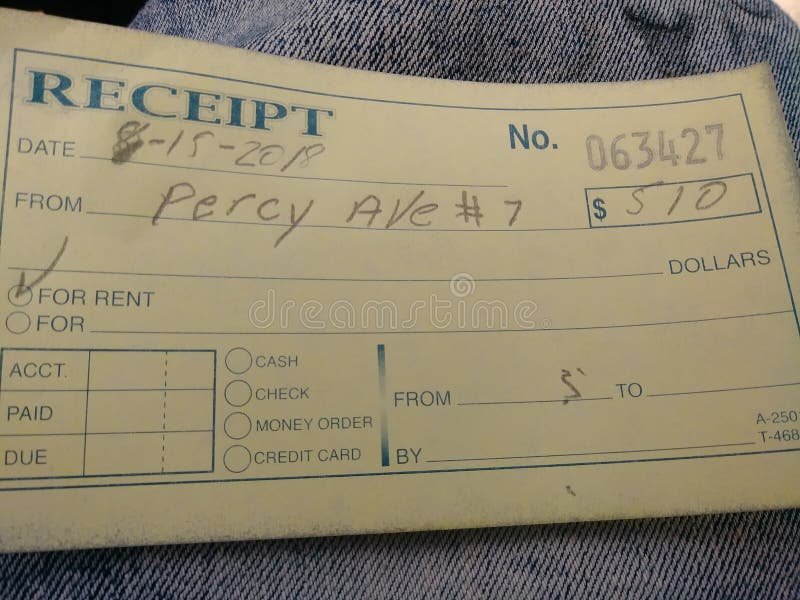 RECEIPT
No. 063427
DATE 8-15-2018
FROM Percy Ave # 7 $ 510
DOLLARS
FOR RENT
FOR
ACCT.
PAID
DUE
CASH
CHECK
MONEY ORDER
CREDIT CARD
FROM TO
BY
A-250
T-468
dreamstime